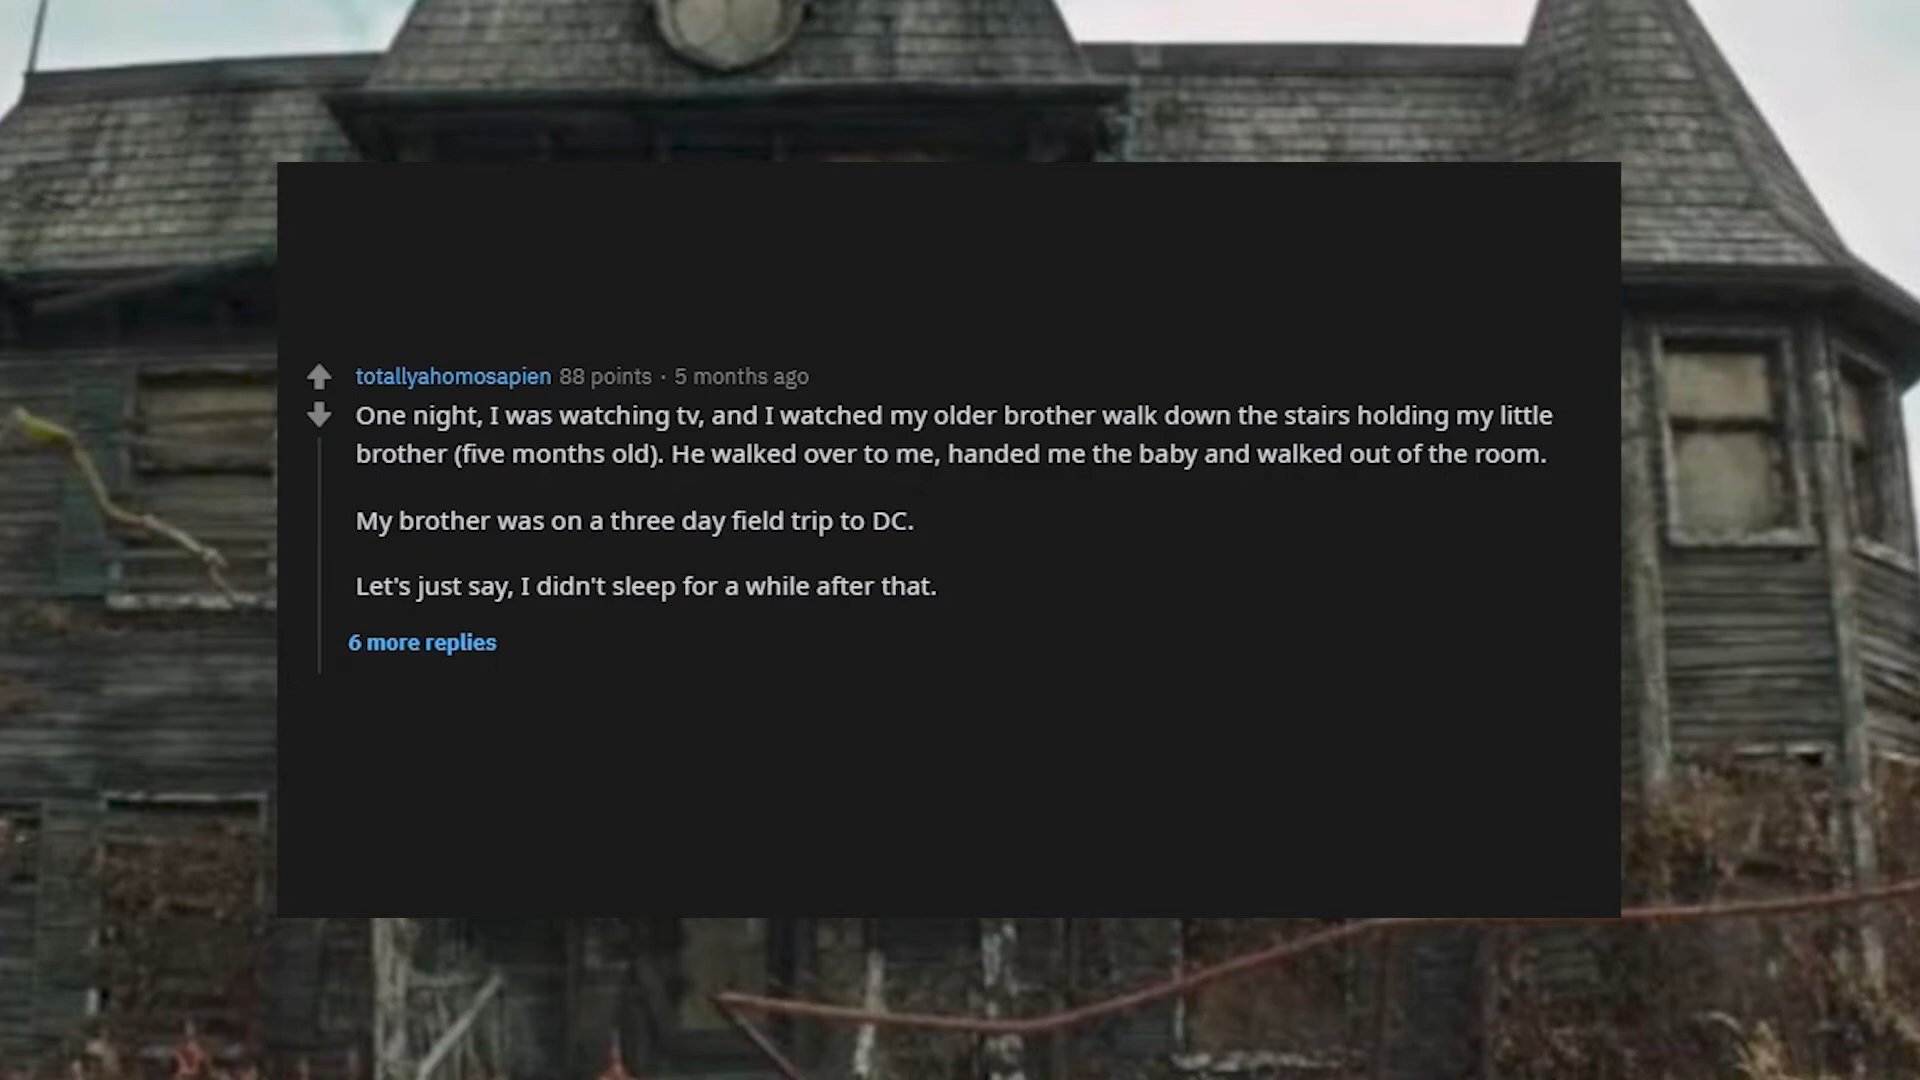 totallyahomosapien 88 points · 5 months ago
One night, I was watching tv, and I watched my older brother walk down the stairs holding my little
brother (five months old). He walked over to me, handed me the baby and walked out of the room.
My brother was on a three day field trip to DC.
Let's just say, I didn't sleep for a while after that.
6 more replies